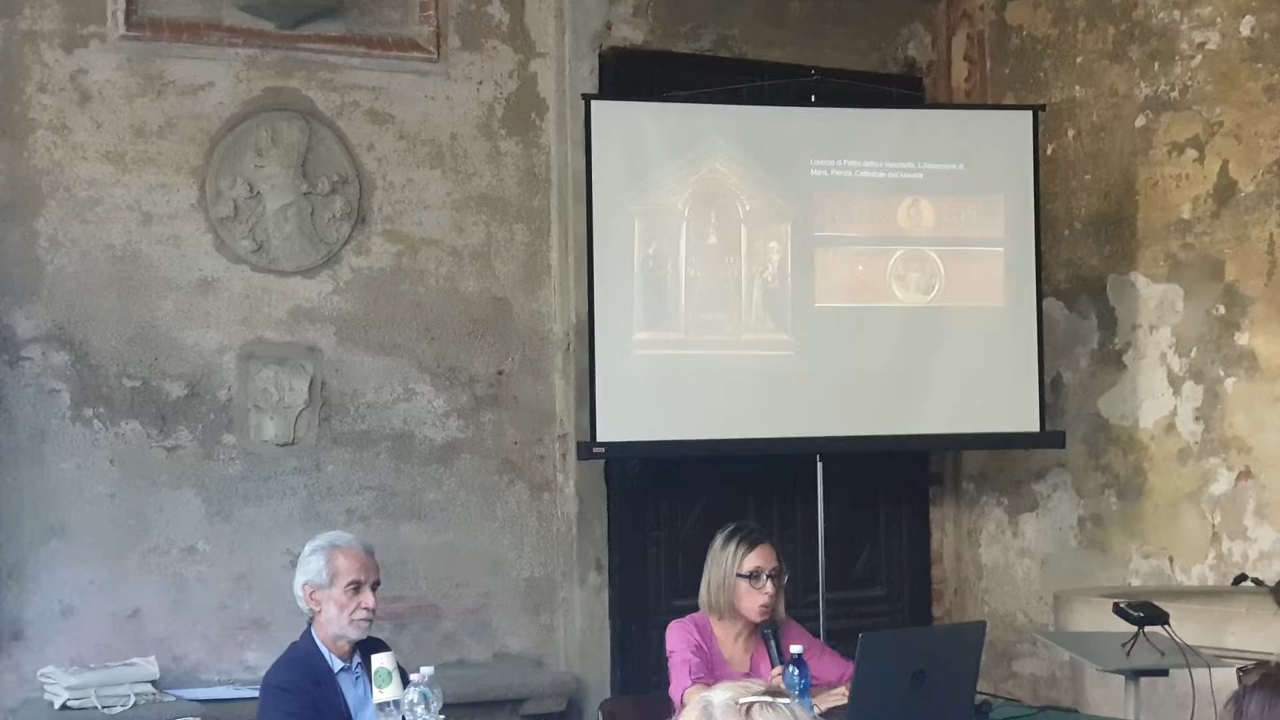 Lorenzo di Pietro detto il Vecchietta, L'Assunzione di
Maria, Pienza, Cattedrale dell'Assunta